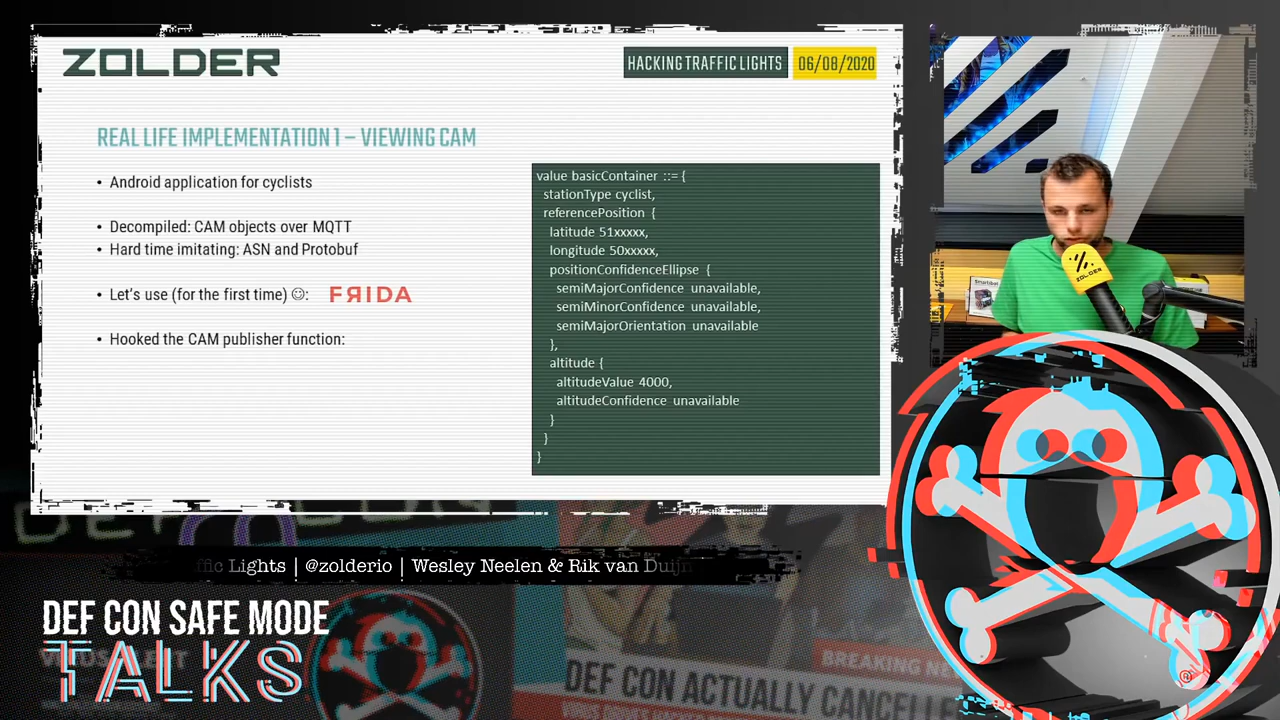 ZOLDER
HACKING TRAFFIC LIGHTS
06/08/2020
REAL LIFE IMPLEMENTATION 1 – VIEWING CAM
• Android application for cyclists
• Decompiled: CAM objects over MQTT
• Hard time imitating: ASN and Protobuf
• Let's use (for the first time) ☺: FЯIDA
• Hooked the CAM publisher function:
value basicContainer ::= {
stationType cyclist,
referencePosition {
latitude 51xxxxx,
longitude 50xxxxx,
positionConfidenceEllipse {
semiMajorConfidence unavailable,
semiMinorConfidence unavailable,
semiMajorOrientation unavailable
},
altitude {
altitudeValue 4000,
altitudeConfidence unavailable
}
}
}
ZOLDER
ffic Lights | @zolderio | Wesley Neelen & Rik van Duijn
DEF CON SAFE MODE
TALKS
BREAKING NE
DEF CON ACTUALLY CANCELLE